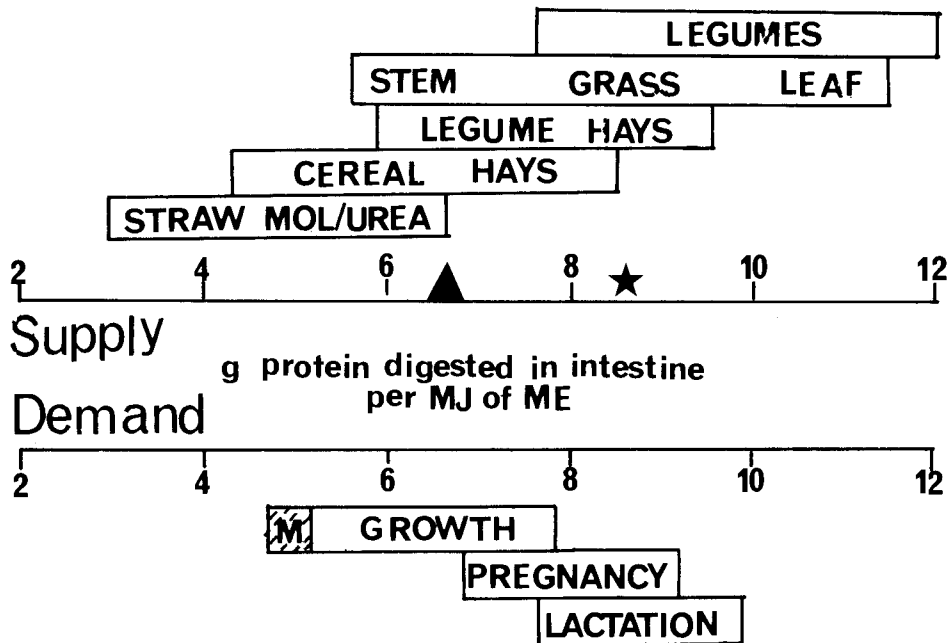 LEGUMES
STEM GRASS LEAF
LEGUME HAYS
CEREAL HAYS
STRAW MOL/UREA
2 4 6 8 10 12
Supply
g protein digested in intestine
per MJ of ME
Demand
2 4 6 8 10 12
M GROWTH
PREGNANCY
LACTATION